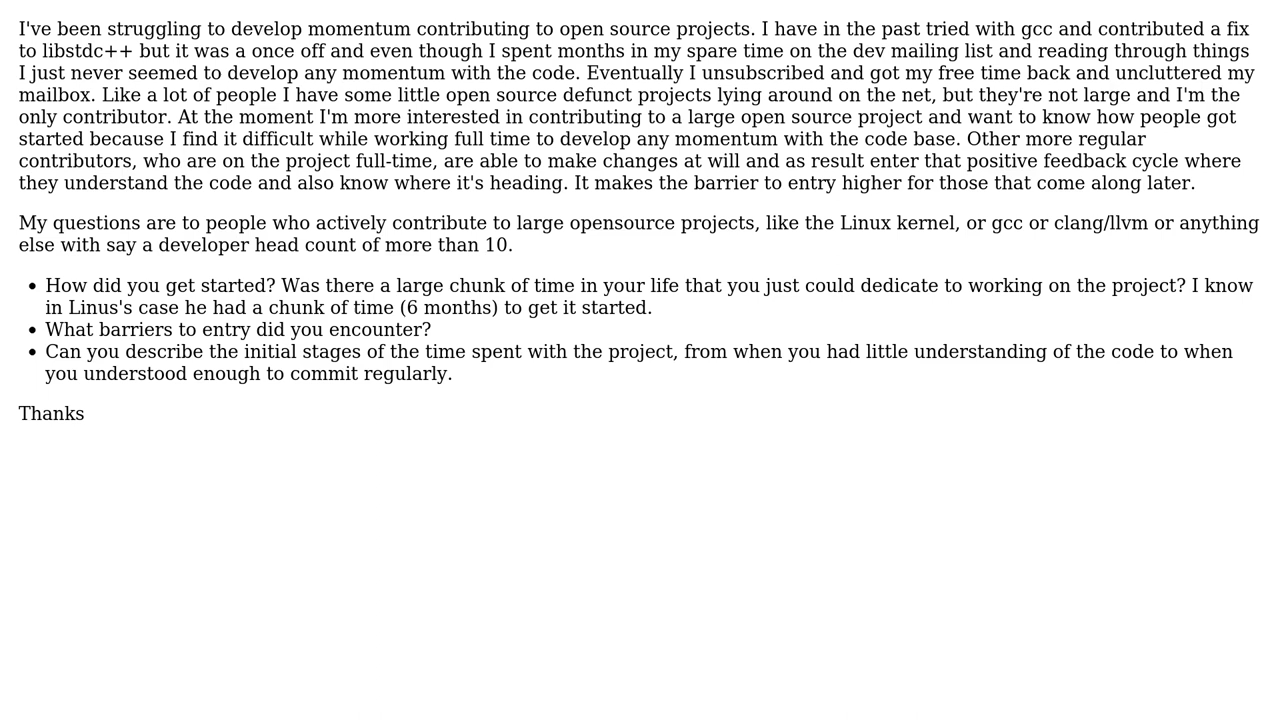 I've been struggling to develop momentum contributing to open source projects. I have in the past tried with gcc and contributed a fix
to libstdc++ but it was a once off and even though I spent months in my spare time on the dev mailing list and reading through things
I just never seemed to develop any momentum with the code. Eventually I unsubscribed and got my free time back and uncluttered my
mailbox. Like a lot of people I have some little open source defunct projects lying around on the net, but they're not large and I'm the
only contributor. At the moment I'm more interested in contributing to a large open source project and want to know how people got
started because I find it difficult while working full time to develop any momentum with the code base. Other more regular
contributors, who are on the project full-time, are able to make changes at will and as result enter that positive feedback cycle where
they understand the code and also know where it's heading. It makes the barrier to entry higher for those that come along later.
My questions are to people who actively contribute to large opensource projects, like the Linux kernel, or gcc or clang/llvm or anything
else with say a developer head count of more than 10.
• How did you get started? Was there a large chunk of time in your life that you just could dedicate to working on the project? I know
in Linus's case he had a chunk of time (6 months) to get it started.
• What barriers to entry did you encounter?
• Can you describe the initial stages of the time spent with the project, from when you had little understanding of the code to when
you understood enough to commit regularly.
Thanks